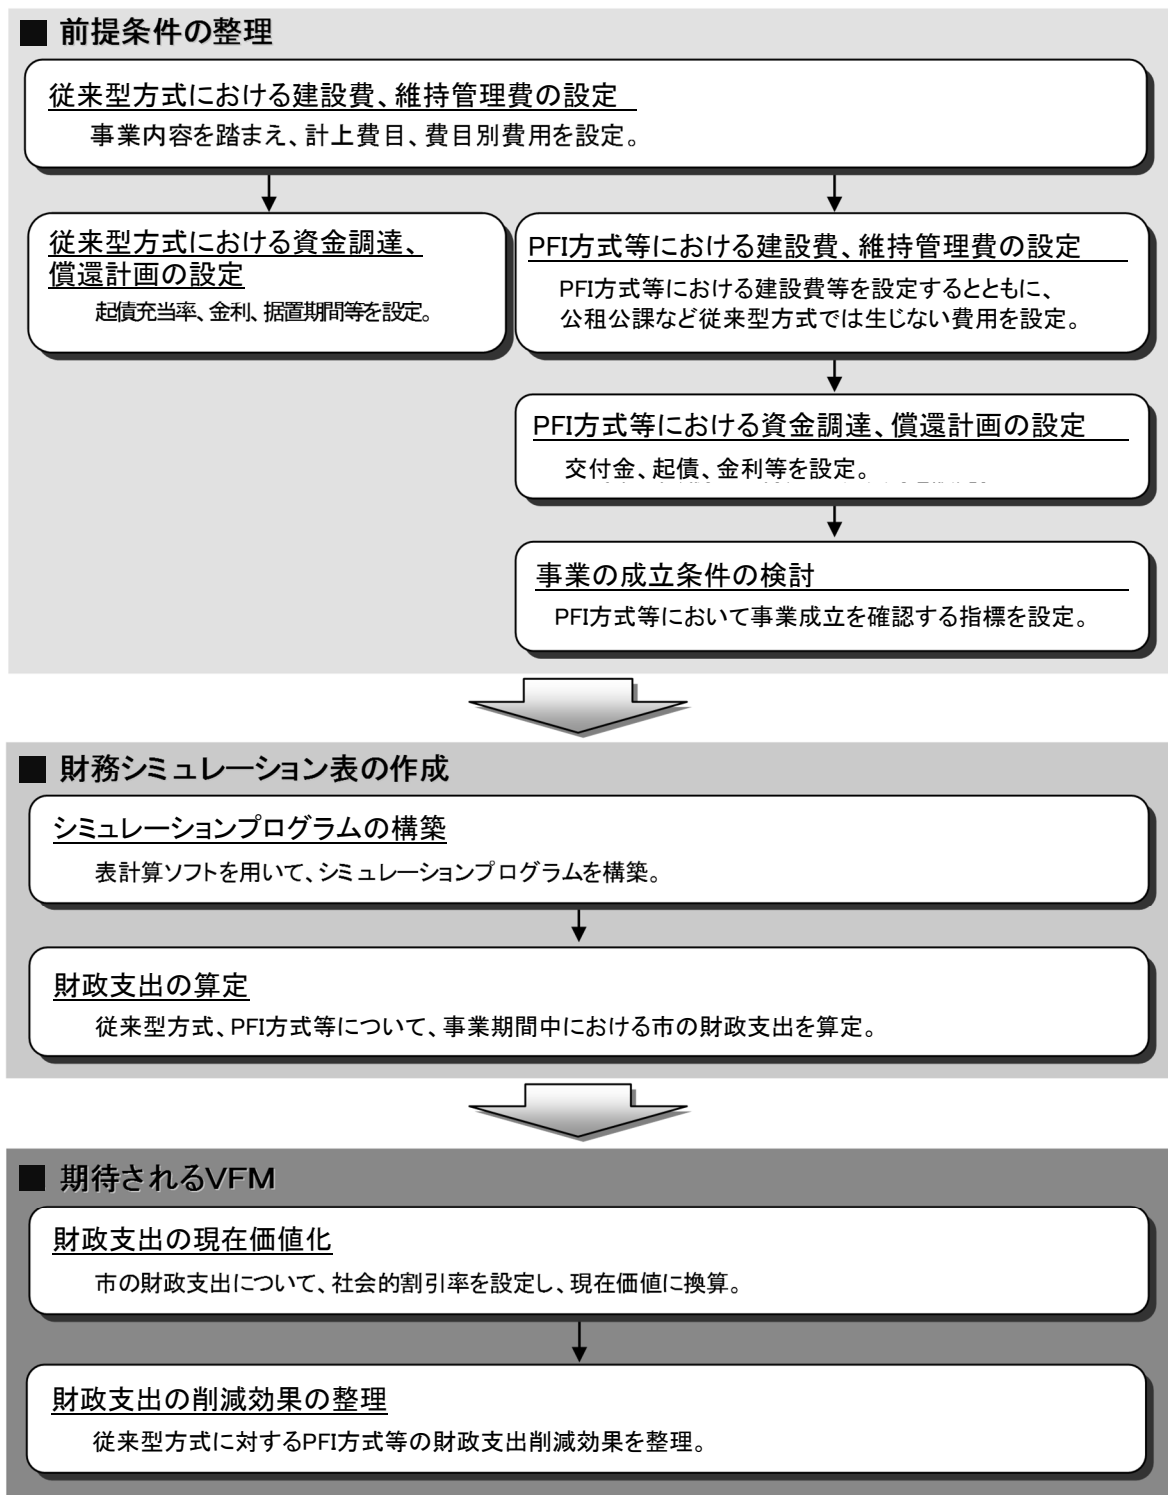 ■ 前提条件の整理
従来型方式における建設費、維持管理費の設定
事業内容を踏まえ、計上費目、費目別費用を設定。
従来型方式における資金調達、
償還計画の設定
起債充当率、金利、据置期間等を設定。
PFI方式等における建設費、維持管理費の設定
PFI方式等における建設費等を設定するとともに、
公租公課など従来型方式では生じない費用を設定。
PFI方式等における資金調達、償還計画の設定
交付金、起債、金利等を設定。
事業の成立条件の検討
PFI方式等において事業成立を確認する指標を設定。
■ 財務シミュレーション表の作成
シミュレーションプログラムの構築
表計算ソフトを用いて、シミュレーションプログラムを構築。
財政支出の算定
従来型方式、PFI方式等について、事業期間中における市の財政支出を算定。
■ 期待されるVFM
財政支出の現在価値化
市の財政支出について、社会的割引率を設定し、現在価値に換算。
財政支出の削減効果の整理
従来型方式に対するPFI方式等の財政支出削減効果を整理。